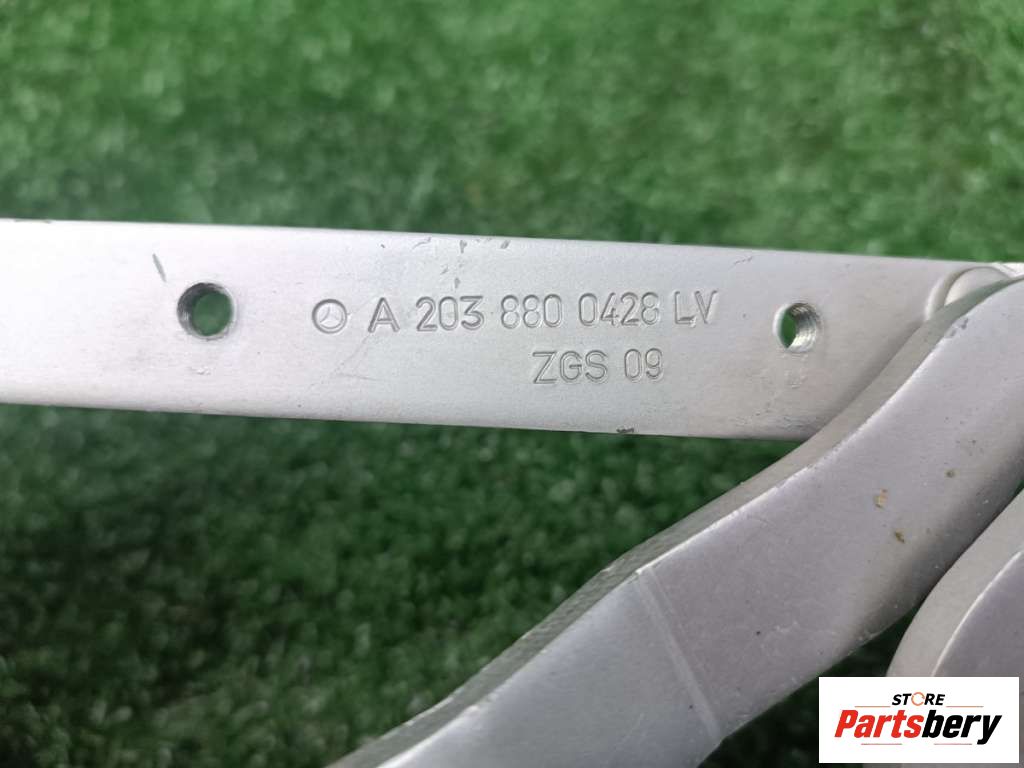 A 203 880 0428 LV
ZGS 09
STORE
Partsbery